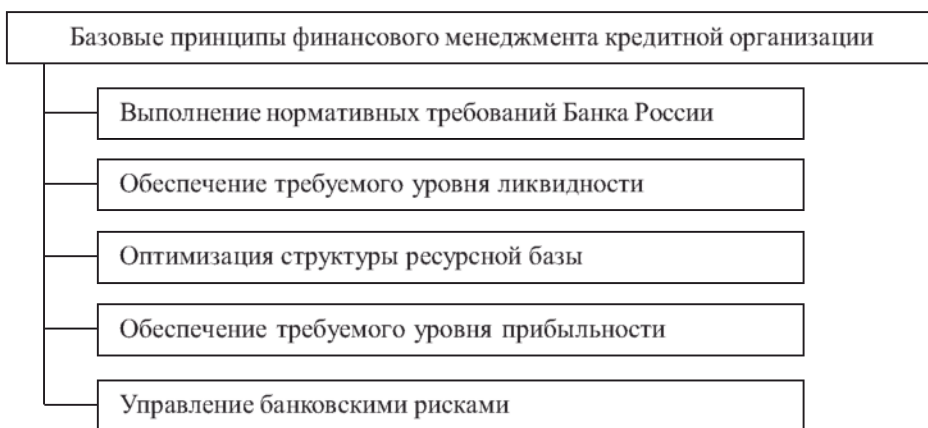 Базовые принципы финансового менеджмента кредитной организации
Выполнение нормативных требований Банка России
Обеспечение требуемого уровня ликвидности
Оптимизация структуры ресурсной базы
Обеспечение требуемого уровня прибыльности
Управление банковскими рисками